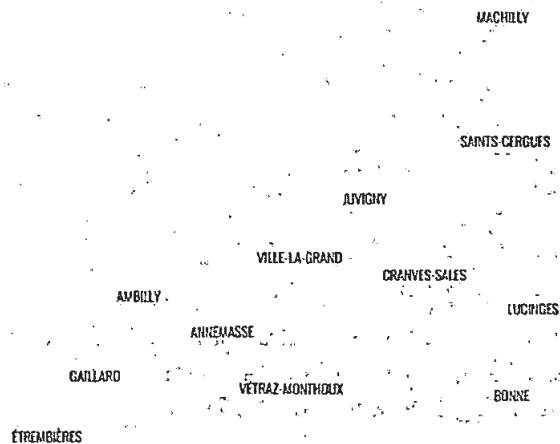 MACHILLY
SAINTS-CERGUES
JUVIGNY
VILLE-LA-GRAND
CRANVES-SALES
AMBILLY
LUCINGES
ANNEMASSE
GAILLARD
VÉTRAZ-MONTHOUX
BONNE
ÉTREMBIÈRES